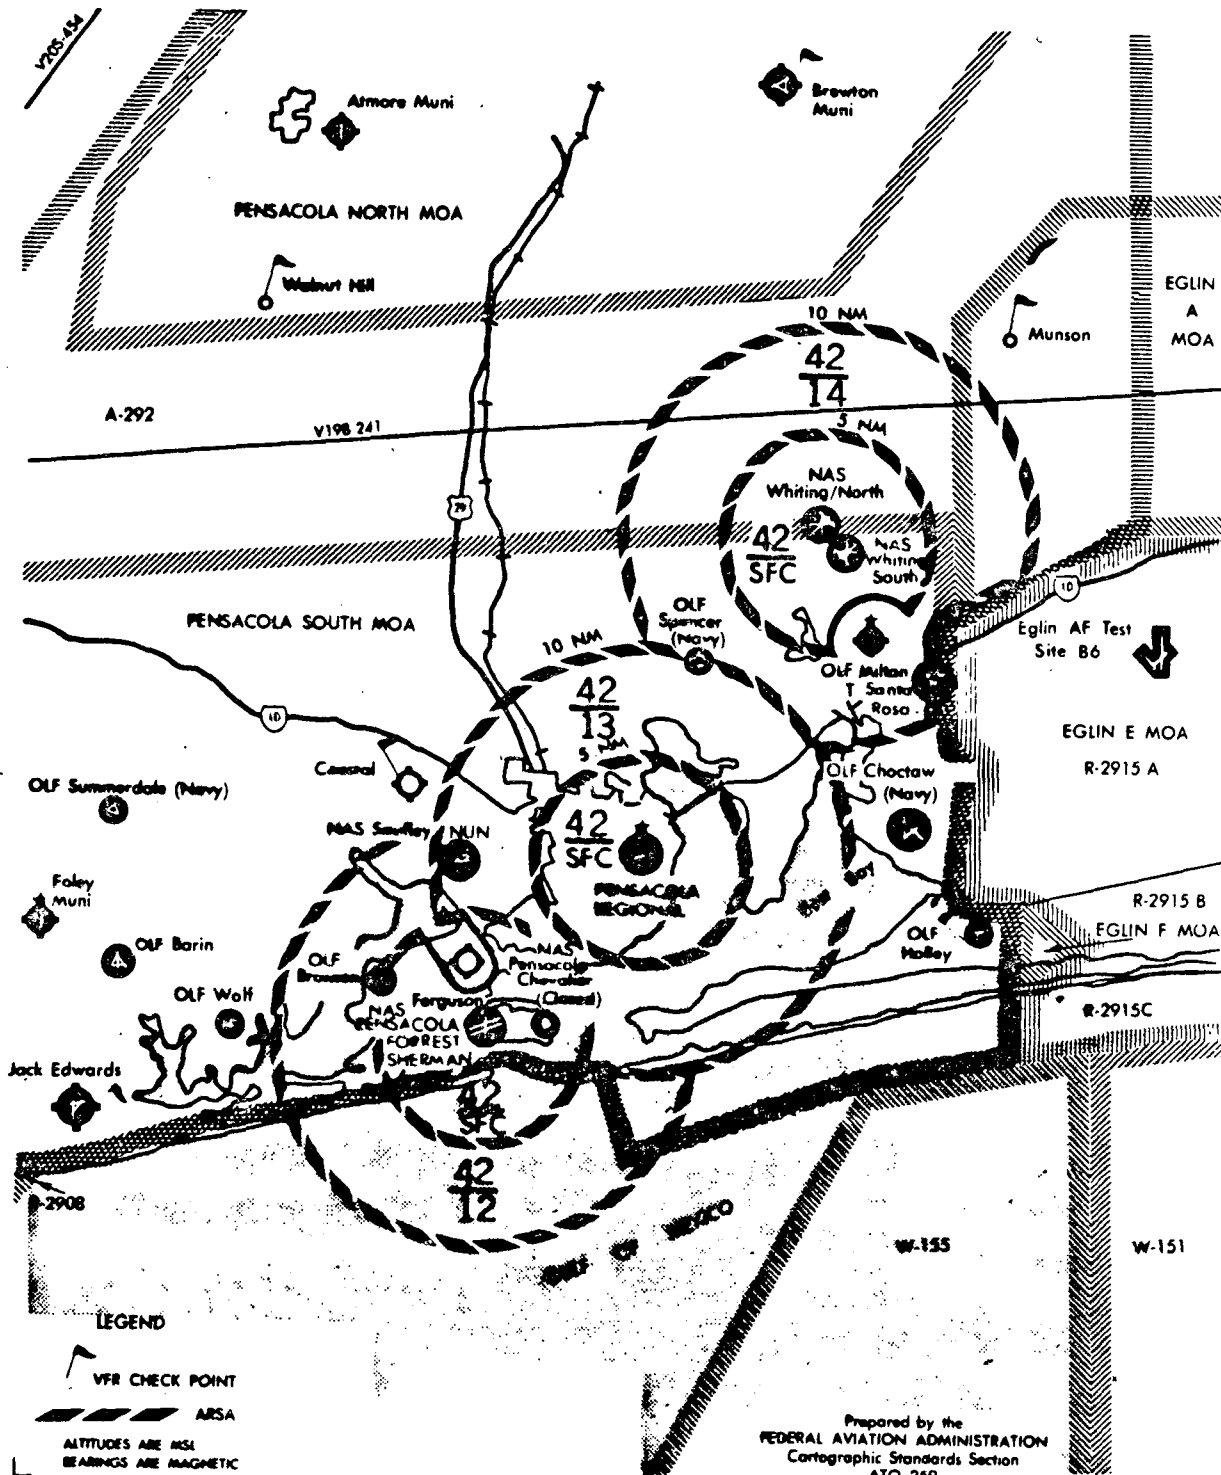 V205-454
Atmore Muni
Brewton
Muni
PENSACOLA NORTH MOA
Walnut Hill
EGLIN
A
MOA
Munson
10 NM
42
14
A-292
V198 241
5 NM
NAS
Whiting/North
29
42
SFC
NAS
Whiting
South
10
PENSACOLA SOUTH MOA
OLF
Spencer
(Navy)
Eglin AF Test
Site B6
10 NM
OLF Milton
T Santa
Rosa
42
13
5 NM
10
EGLIN E MOA
R-2915 A
Coastal
OLF Choctaw
(Navy)
OLF Summerdale (Navy)
NAS Saufley
NUN
42
SFC
PENSACOLA
REGIONAL
Bay
Foley
Muni
R-2915 B
EGLIN F MOA
OLF
Holley
OLF Barin
OLF
NAS
Pensacola
Chevalier
(Closed)
OLF Wolf
Ferguson
NAS
PENSACOLA
FORREST
SHERMAN
R-2915C
Jack Edwards
42
SFC
42
12
-2908
GULF OF MEXICO
W-155
W-151
LEGEND
VFR CHECK POINT
ARSA
ALTITUDES ARE MSL
BEARINGS ARE MAGNETIC
Prepared by the
FEDERAL AVIATION ADMINISTRATION
Cartographic Standards Section
ATO-259